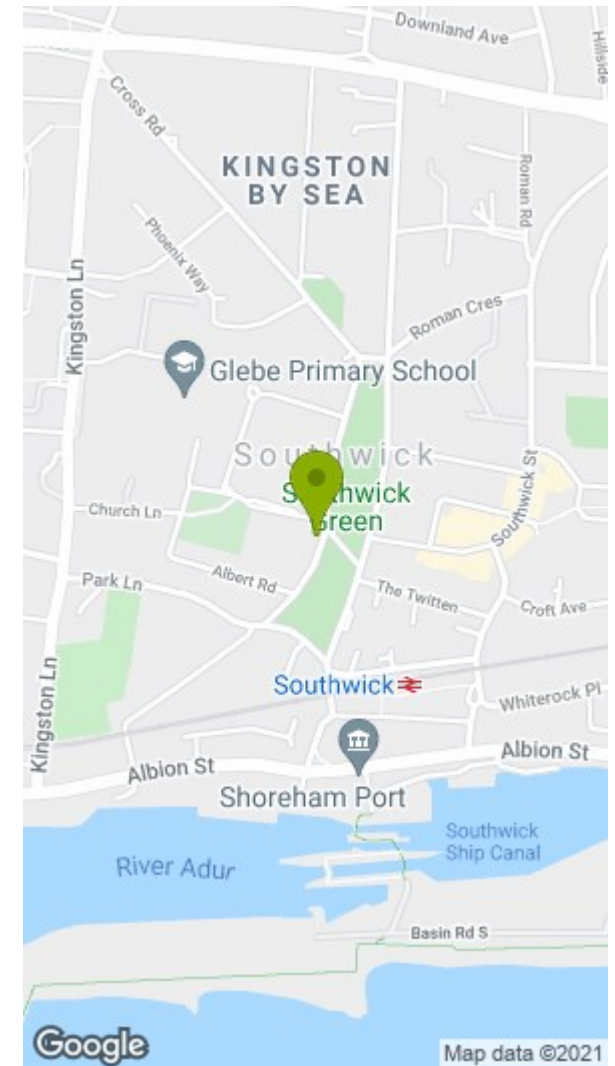 Downland Ave
Hillside
Cross Rd
KINGSTON
BY SEA
Roman Rd
Phoenix Way
Kingston Ln
Roman Cres
Glebe Primary School
Southwick
Southwick St
Green
Church Ln
Albert Rd
Park Ln
The Twitten
Croft Ave
Kingston Ln
Southwick
Whiterock Pl
Albion St
Albion St
Shoreham Port
Southwick
Ship Canal
River Adur
Basin Rd S
Google
Map data ©2021